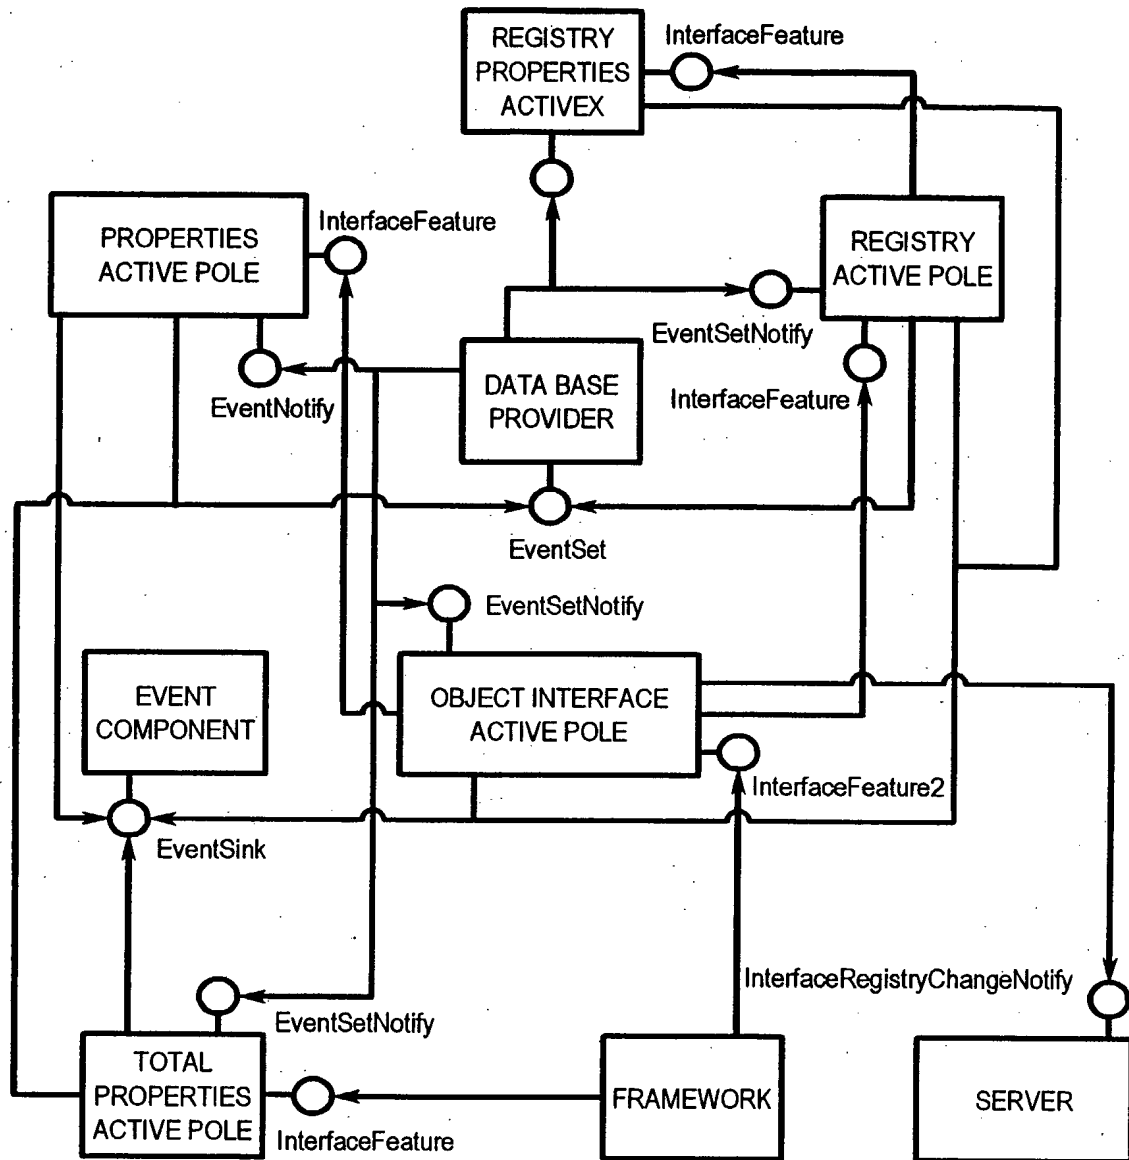 REGISTRY
PROPERTIES
ACTIVEX
InterfaceFeature
PROPERTIES
ACTIVE POLE
InterfaceFeature
REGISTRY
ACTIVE POLE
EventSetNotify
InterfaceFeature
EventNotify
DATA BASE
PROVIDER
EventSet
EventSetNotify
EVENT
COMPONENT
OBJECT INTERFACE
ACTIVE POLE
InterfaceFeature2
EventSink
InterfaceRegistryChangeNotify
EventSetNotify
TOTAL
PROPERTIES
ACTIVE POLE
InterfaceFeature
FRAMEWORK
SERVER